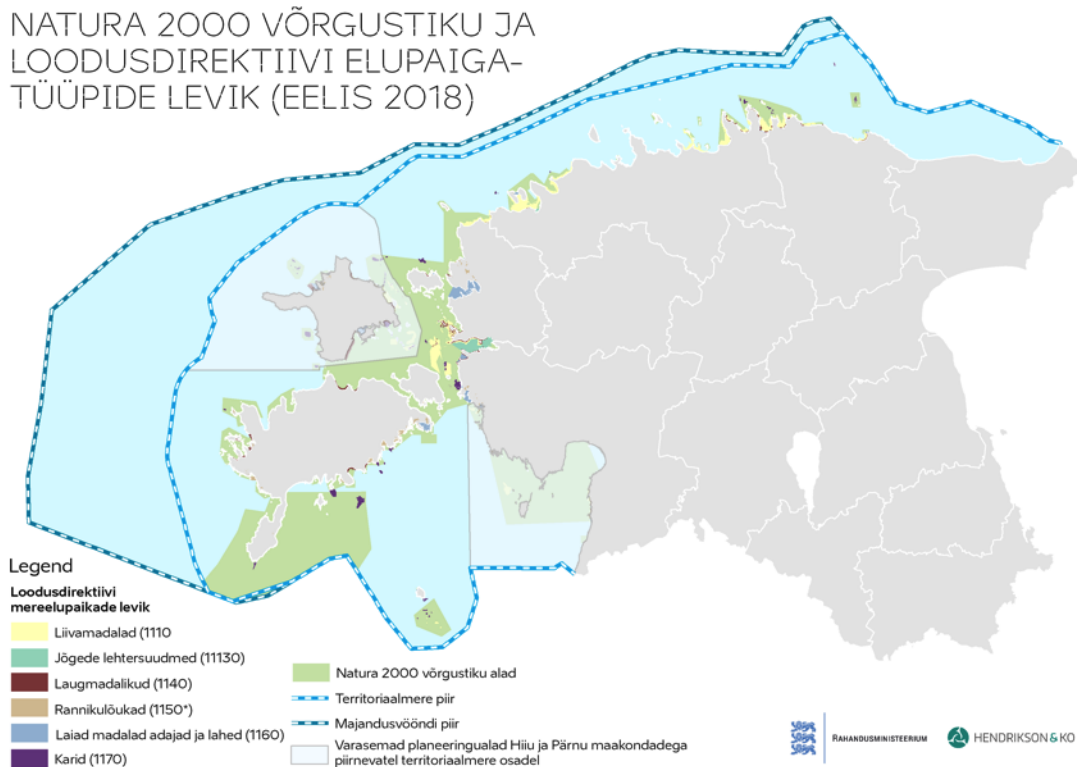 NATURA 2000 VÕRGUSTIKU JA
LOODUSDIREKTIIVI ELUPAIGA-
TÜÜPIDE LEVIK (EELIS 2018)
Legend
Loodusdirektiivi
mereelupaikade levik
Liivamadalad (1110
Jõgede lehtersuudmed (11130)
Laugmadalikud (1140)
Rannikulõukad (1150*)
Laiad madalad adajad ja lahed (1160)
Karid (1170)
Natura 2000 võrgustiku alad
Territoriaalmere piir
Majandusvööndi piir
Varasemad planeeringualad Hiiu ja Pärnu maakondadega
piirnevatel territoriaalmere osadel
RAHANDUSMINISTEERIUM
HENDRIKSON & KO